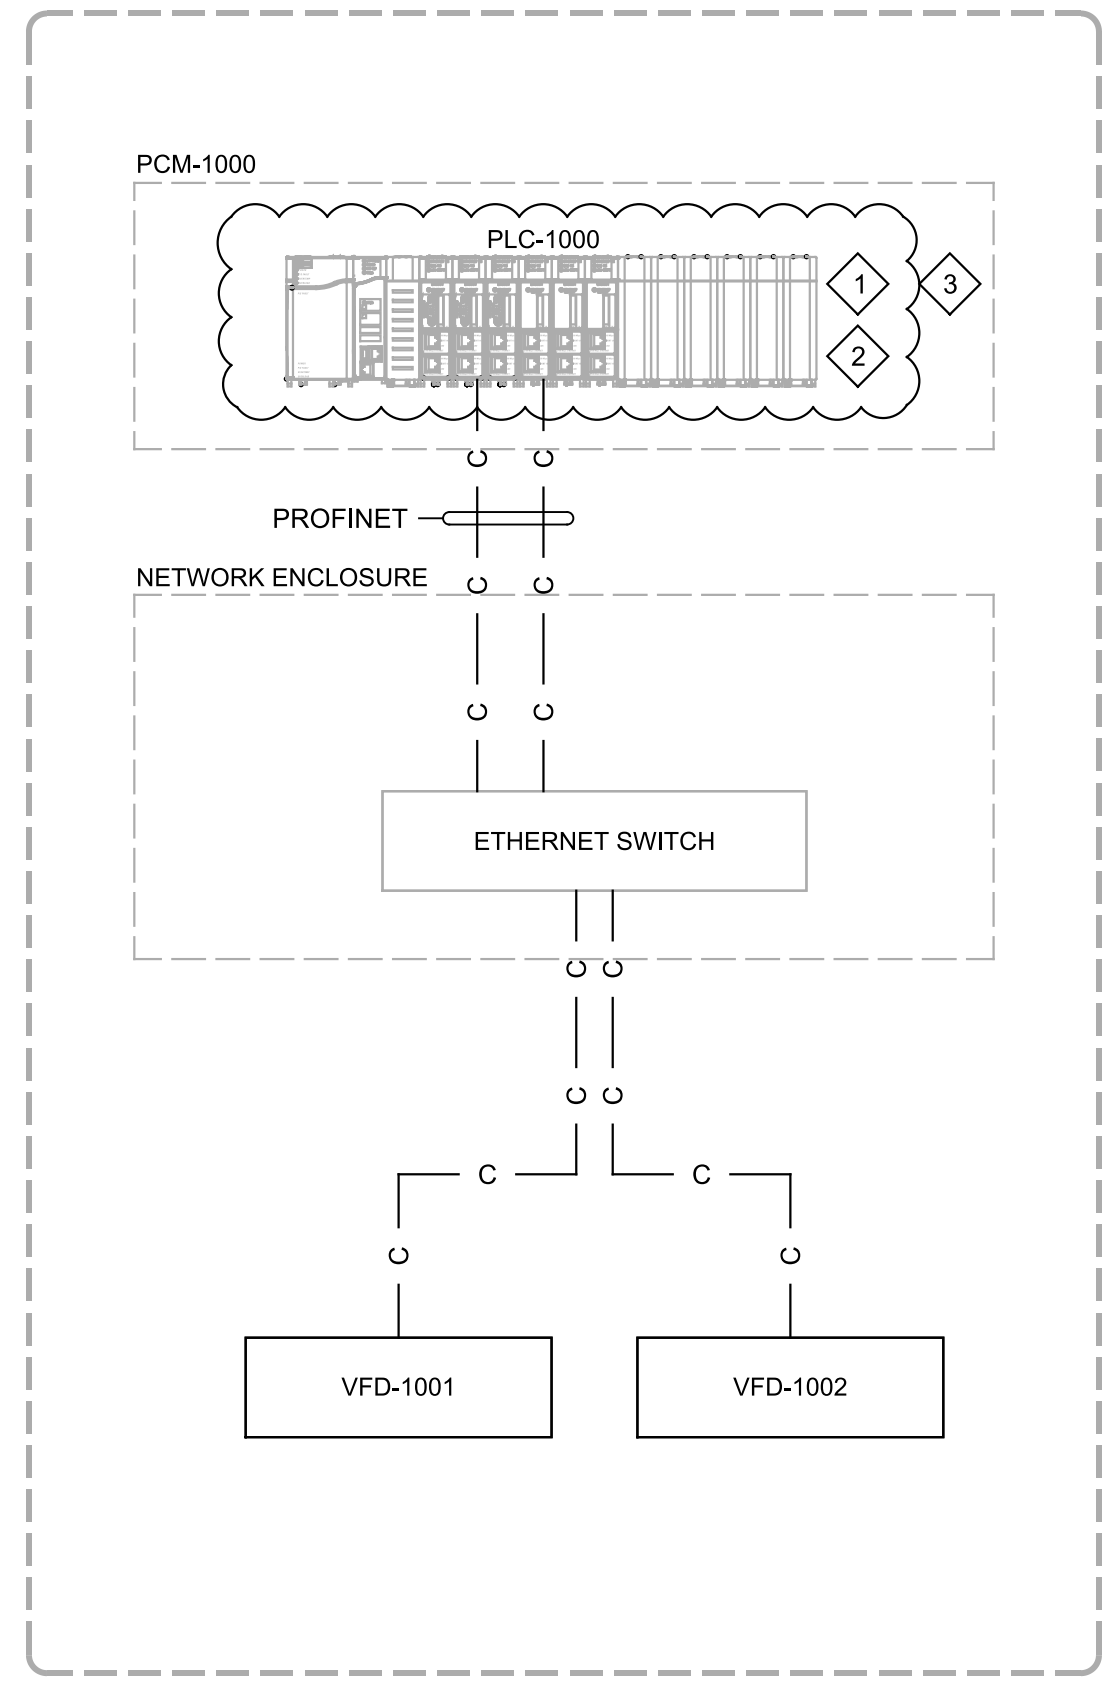 PCM-1000
PLC-1000
1
3
2
C C
PROFINET
NETWORK ENCLOSURE
C C
C C
ETHERNET SWITCH
C C
C C
C C
C C
VFD-1001 VFD-1002